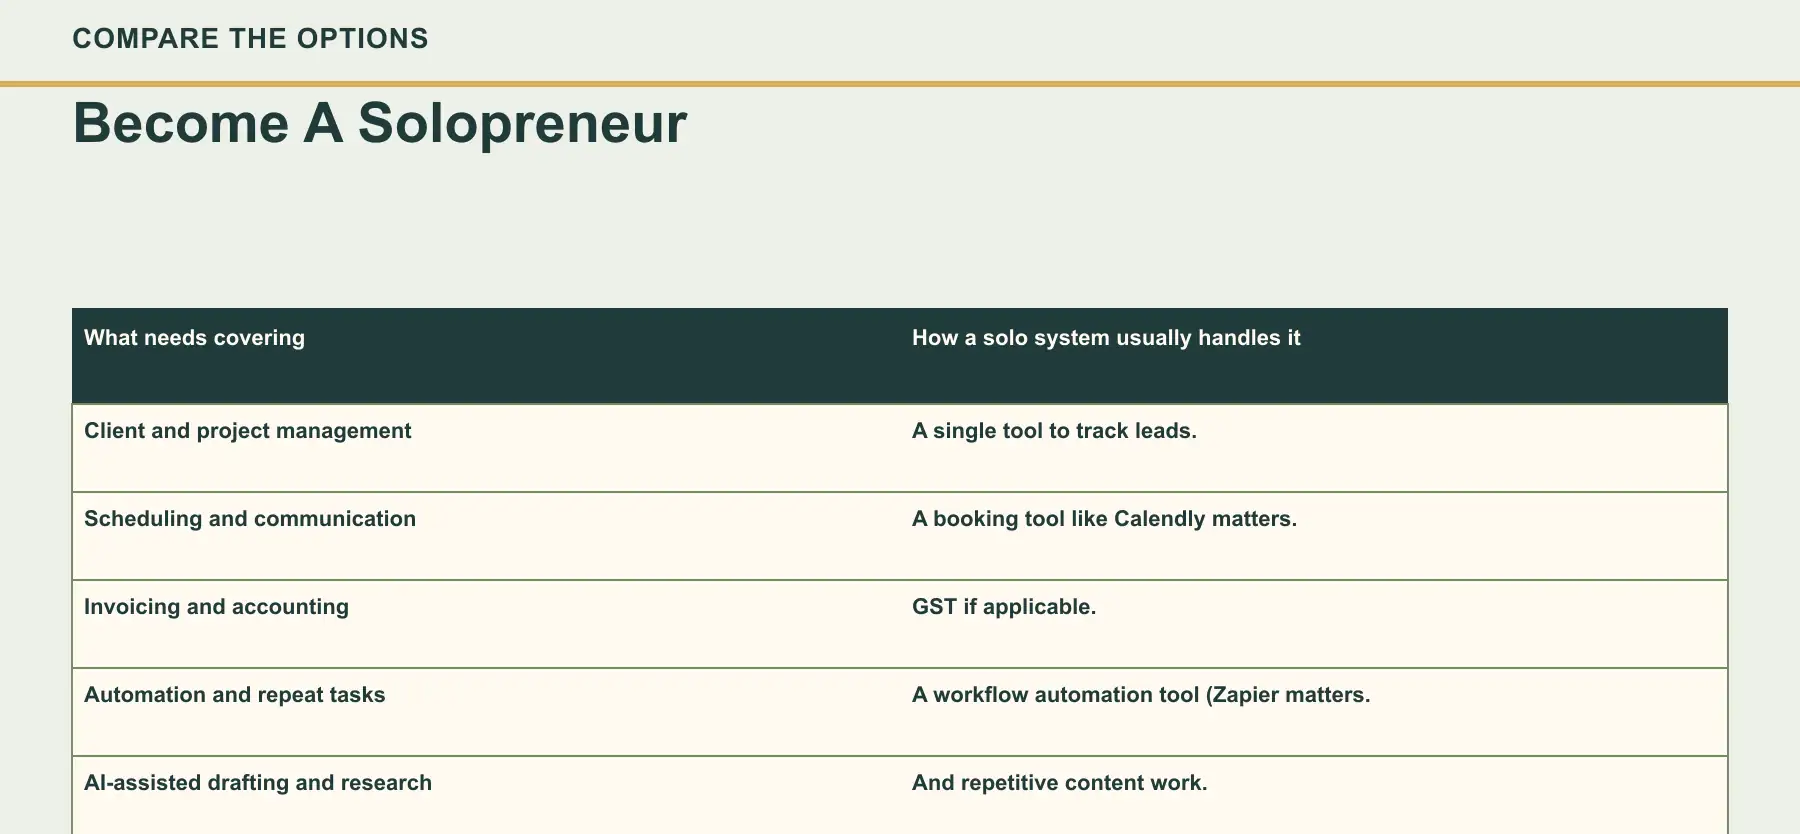 COMPARE THE OPTIONS
Become A Solopreneur
What needs covering
How a solo system usually handles it
Client and project management
A single tool to track leads.
Scheduling and communication
A booking tool like Calendly matters.
Invoicing and accounting
GST if applicable.
Automation and repeat tasks
A workflow automation tool (Zapier matters.
AI-assisted drafting and research
And repetitive content work.